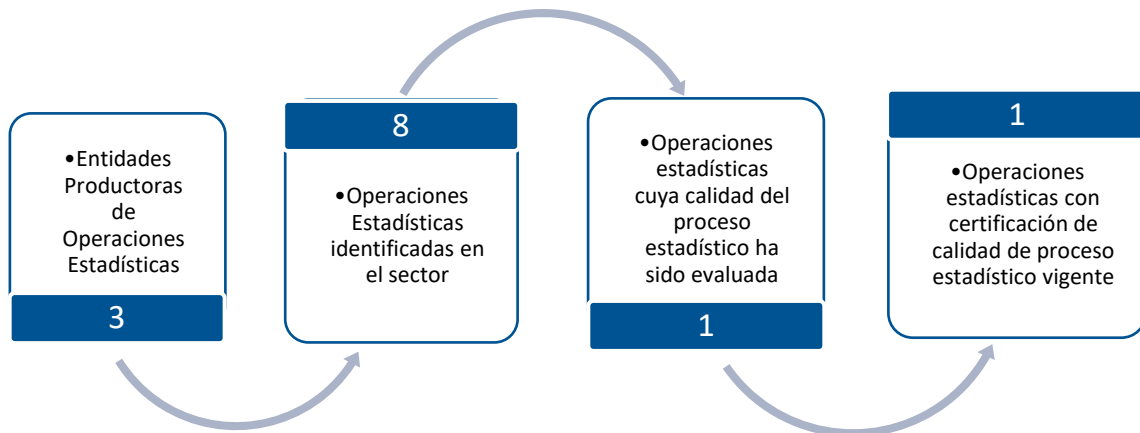 •Entidades
Productoras
de
Operaciones
Estadísticas
3
8
•Operaciones
Estadísticas
identificadas en
el sector
•Operaciones
estadísticas
cuya calidad del
proceso
estadístico ha
sido evaluada
1
1
•Operaciones
estadísticas con
certificación de
calidad de proceso
estadístico vigente